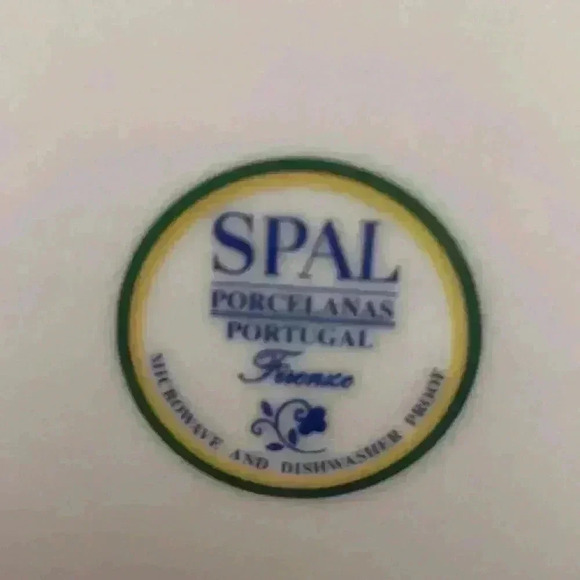 SPAL
PORCELANAS
PORTUGAL
Firenze
MICROWAVE AND DISHWASHER PROOF